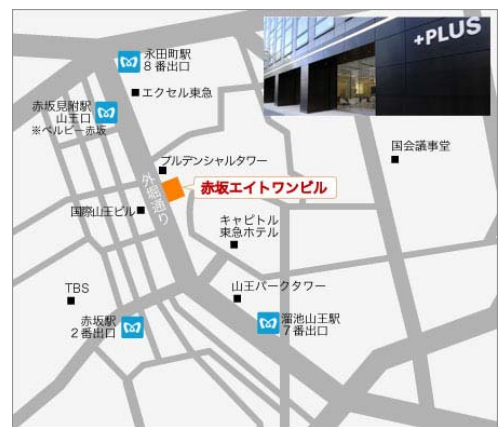 +PLUS
永田町駅
8番出口
エクセル東急
赤坂見附駅
山王口
※ベルビー赤坂
国会議事堂
プルデンシャルタワー
外堀通り
赤坂エイトワンビル
国際山王ビル
キャピトル
東急ホテル
TBS
山王パークタワー
赤坂駅
2番出口
溜池山王駅
7番出口